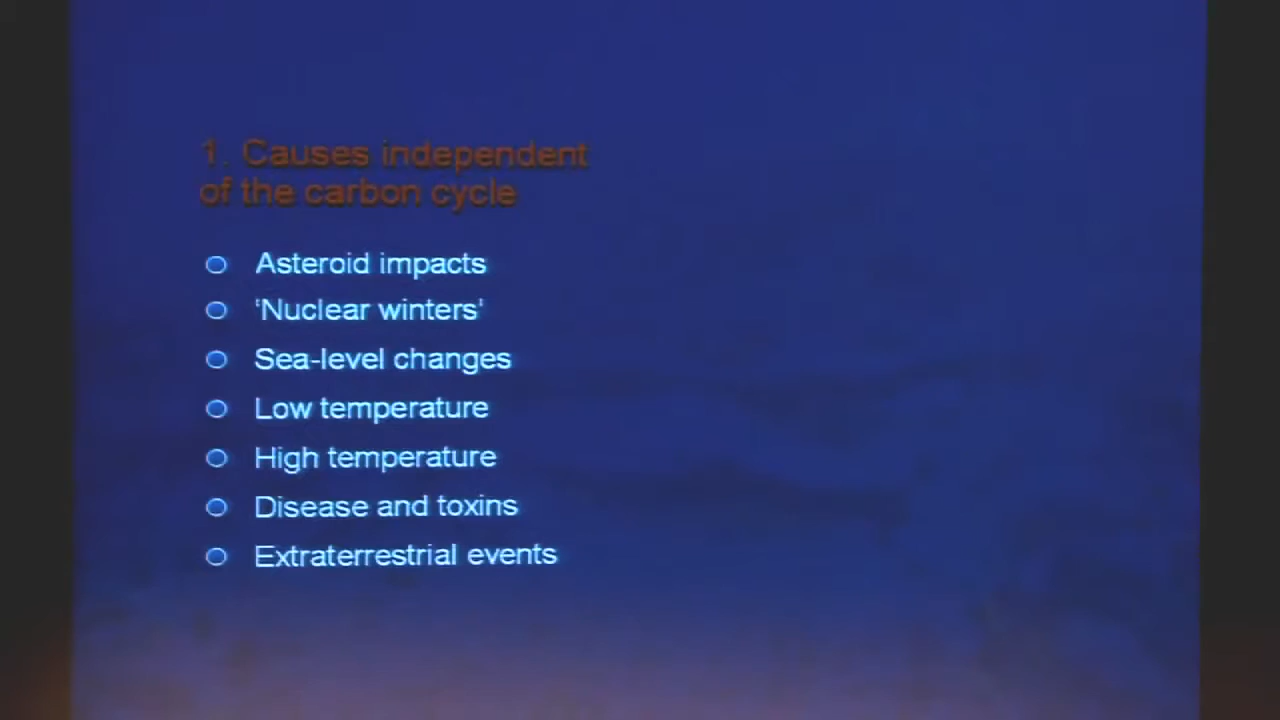 1. Causes independent
of the carbon cycle
Asteroid impacts
‘Nuclear winters’
Sea-level changes
Low temperature
High temperature
Disease and toxins
Extraterrestrial events